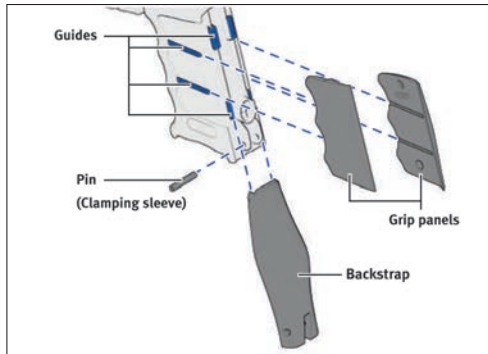 Guides
Pin
(Clamping sleeve)
Grip panels
Backstrap